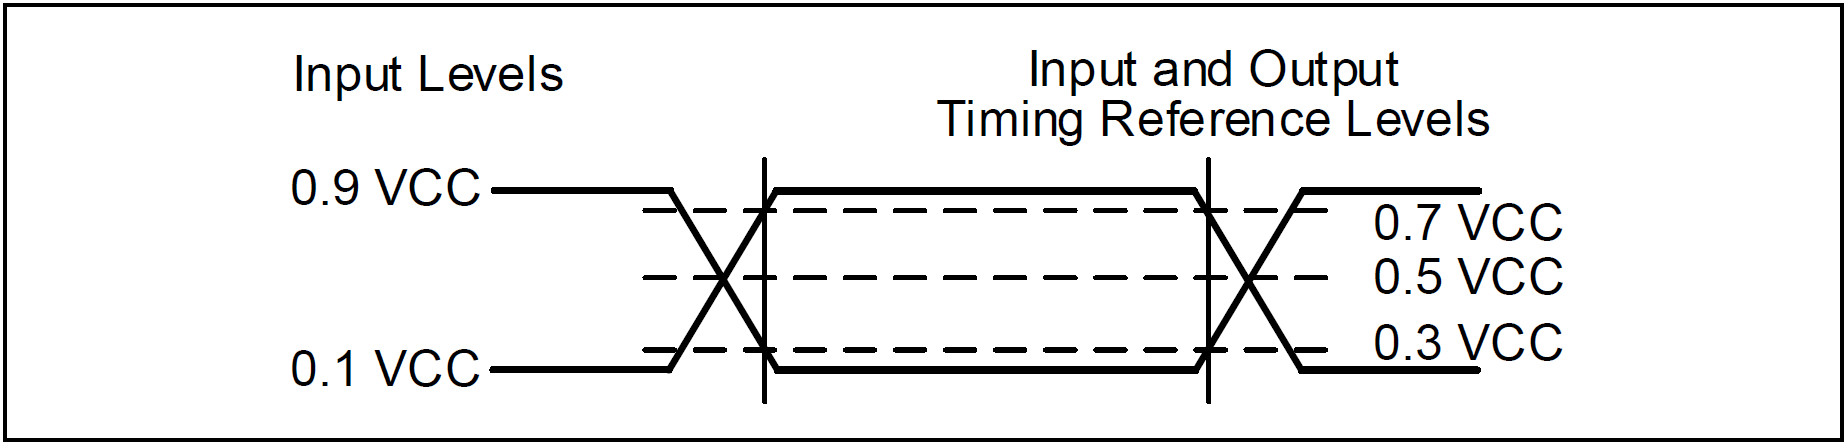 Input Levels
Input and Output
Timing Reference Levels
0.9 VCC
0.7 VCC
0.5 VCC
0.3 VCC
0.1 VCC